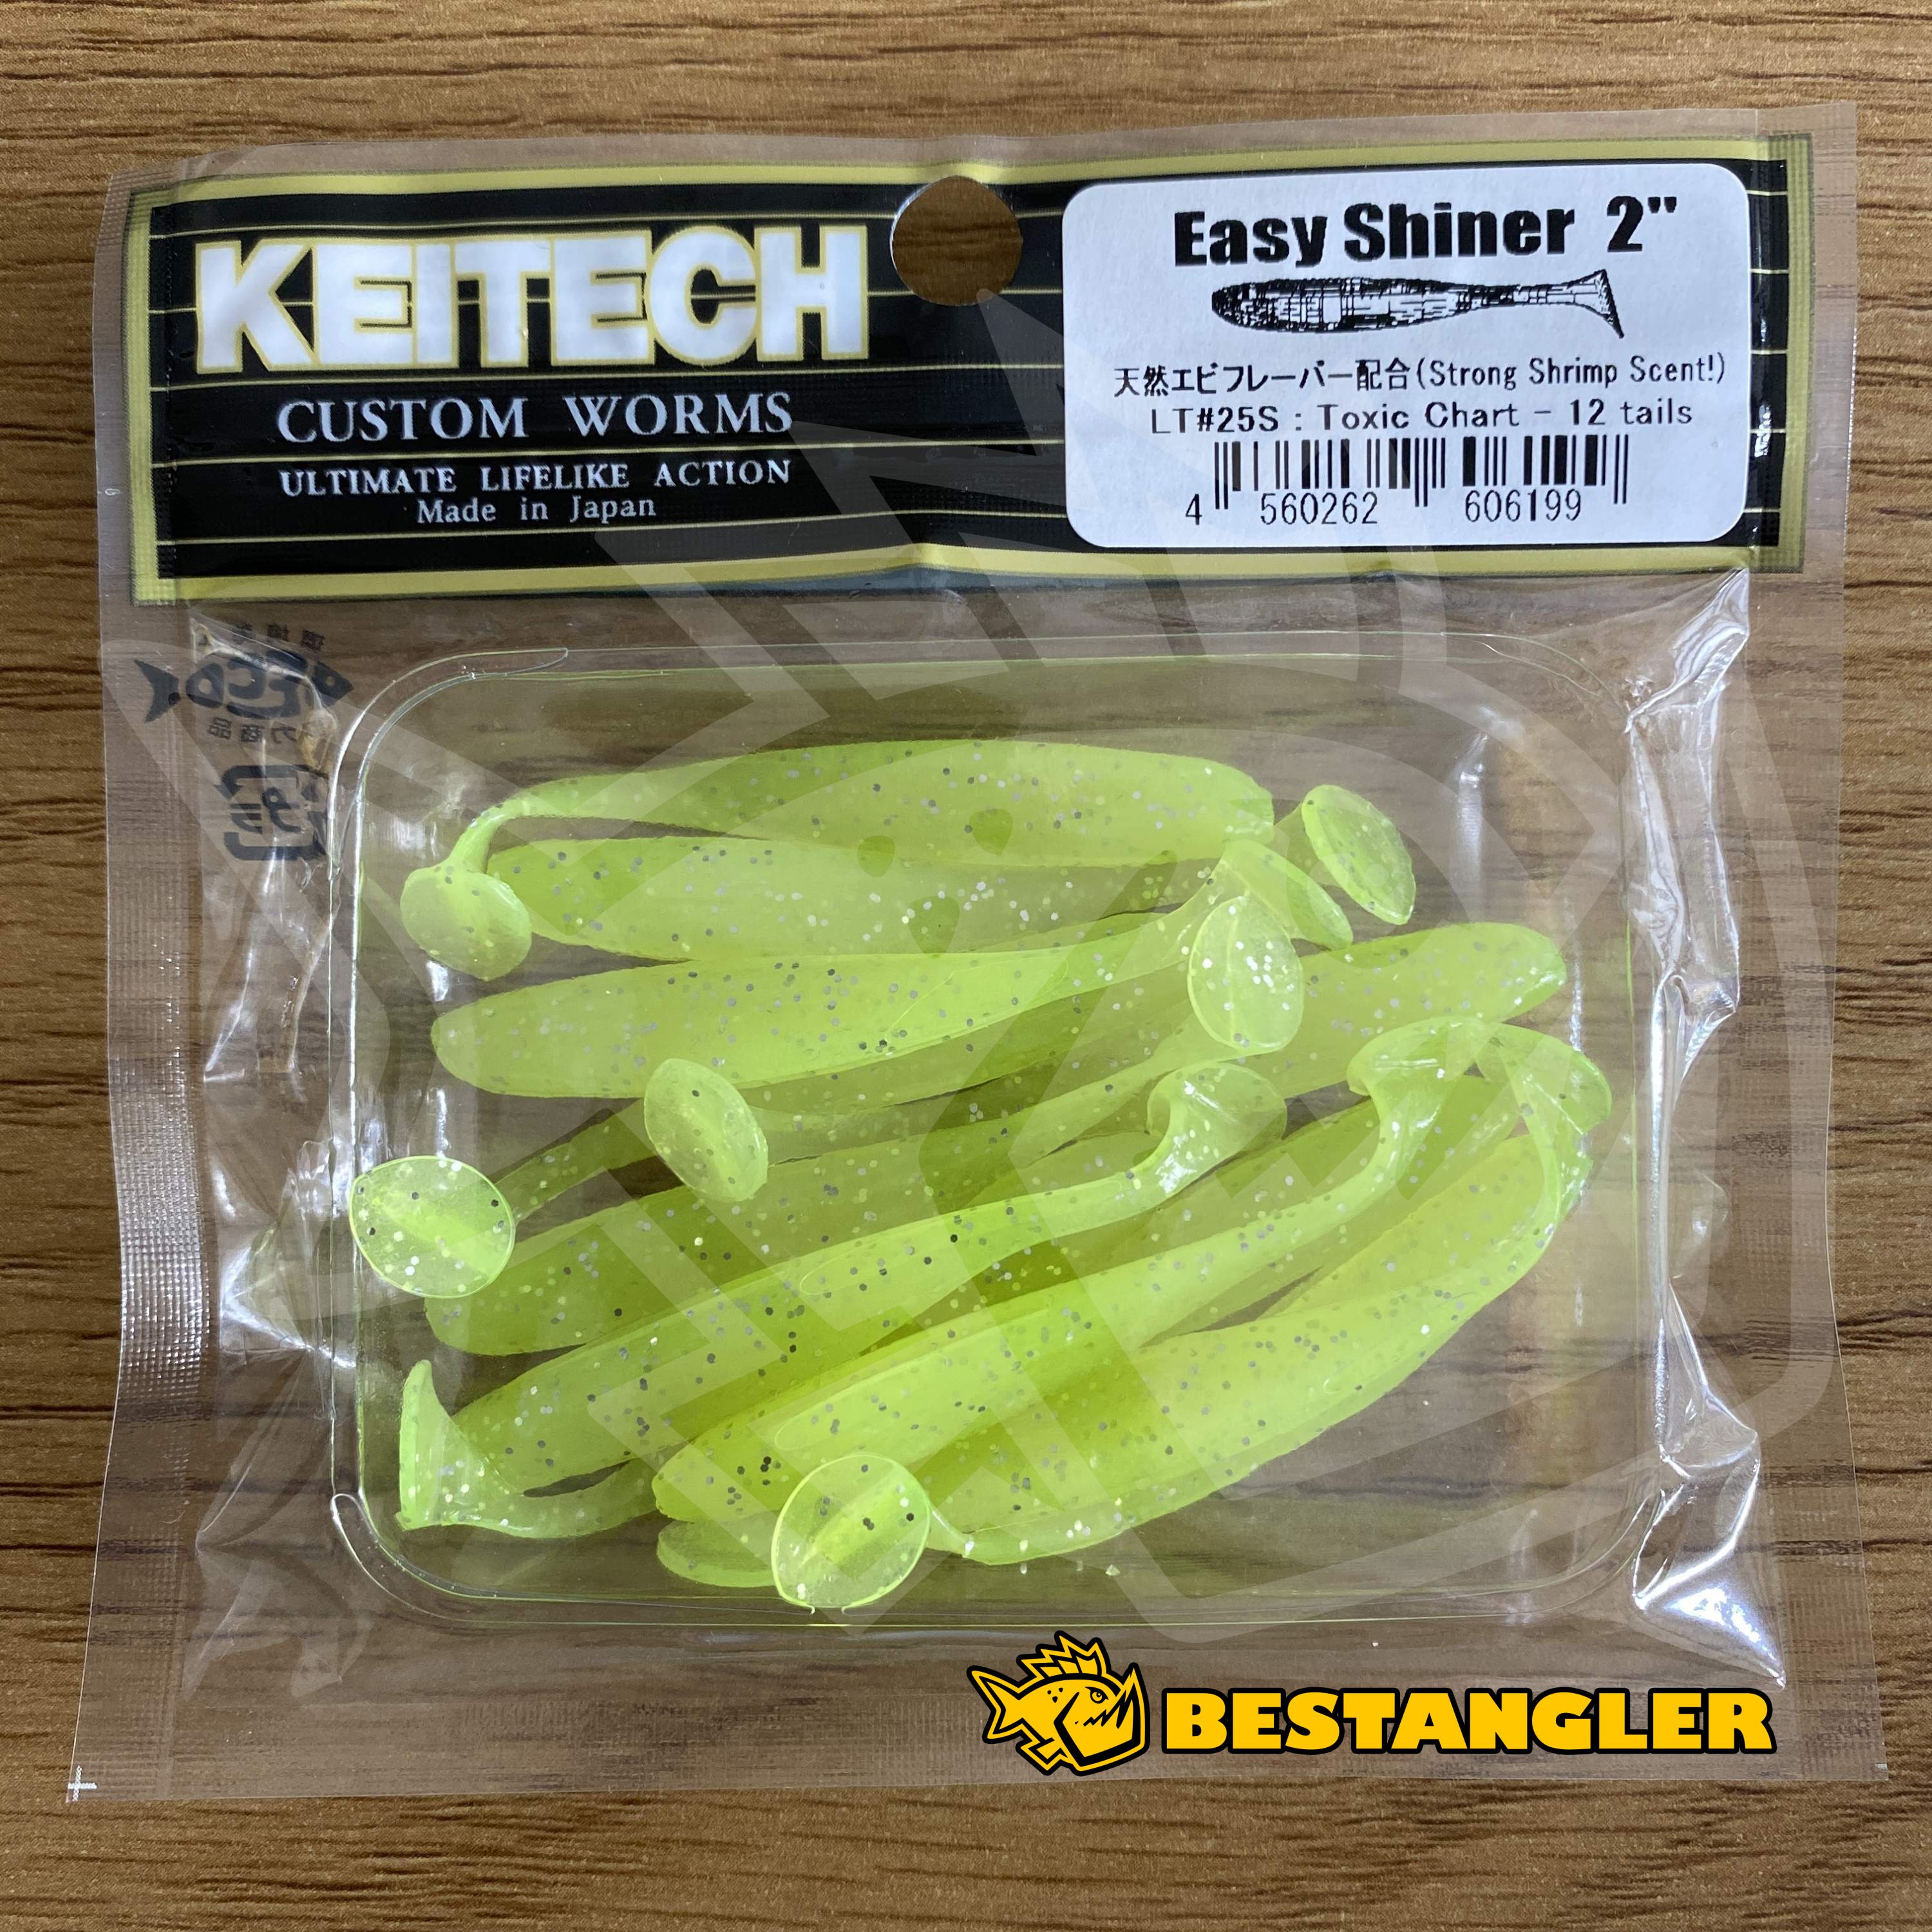 KEITECH
CUSTOM WORMS
ULTIMATE LIFELIKE ACTION
Made in Japan
Easy Shiner 2"
天然エビフレーバー配合(Strong Shrimp Scent!)
LT#25S : Toxic Chart - 12 tails
4 560262 606199
ECO
BESTANGLER